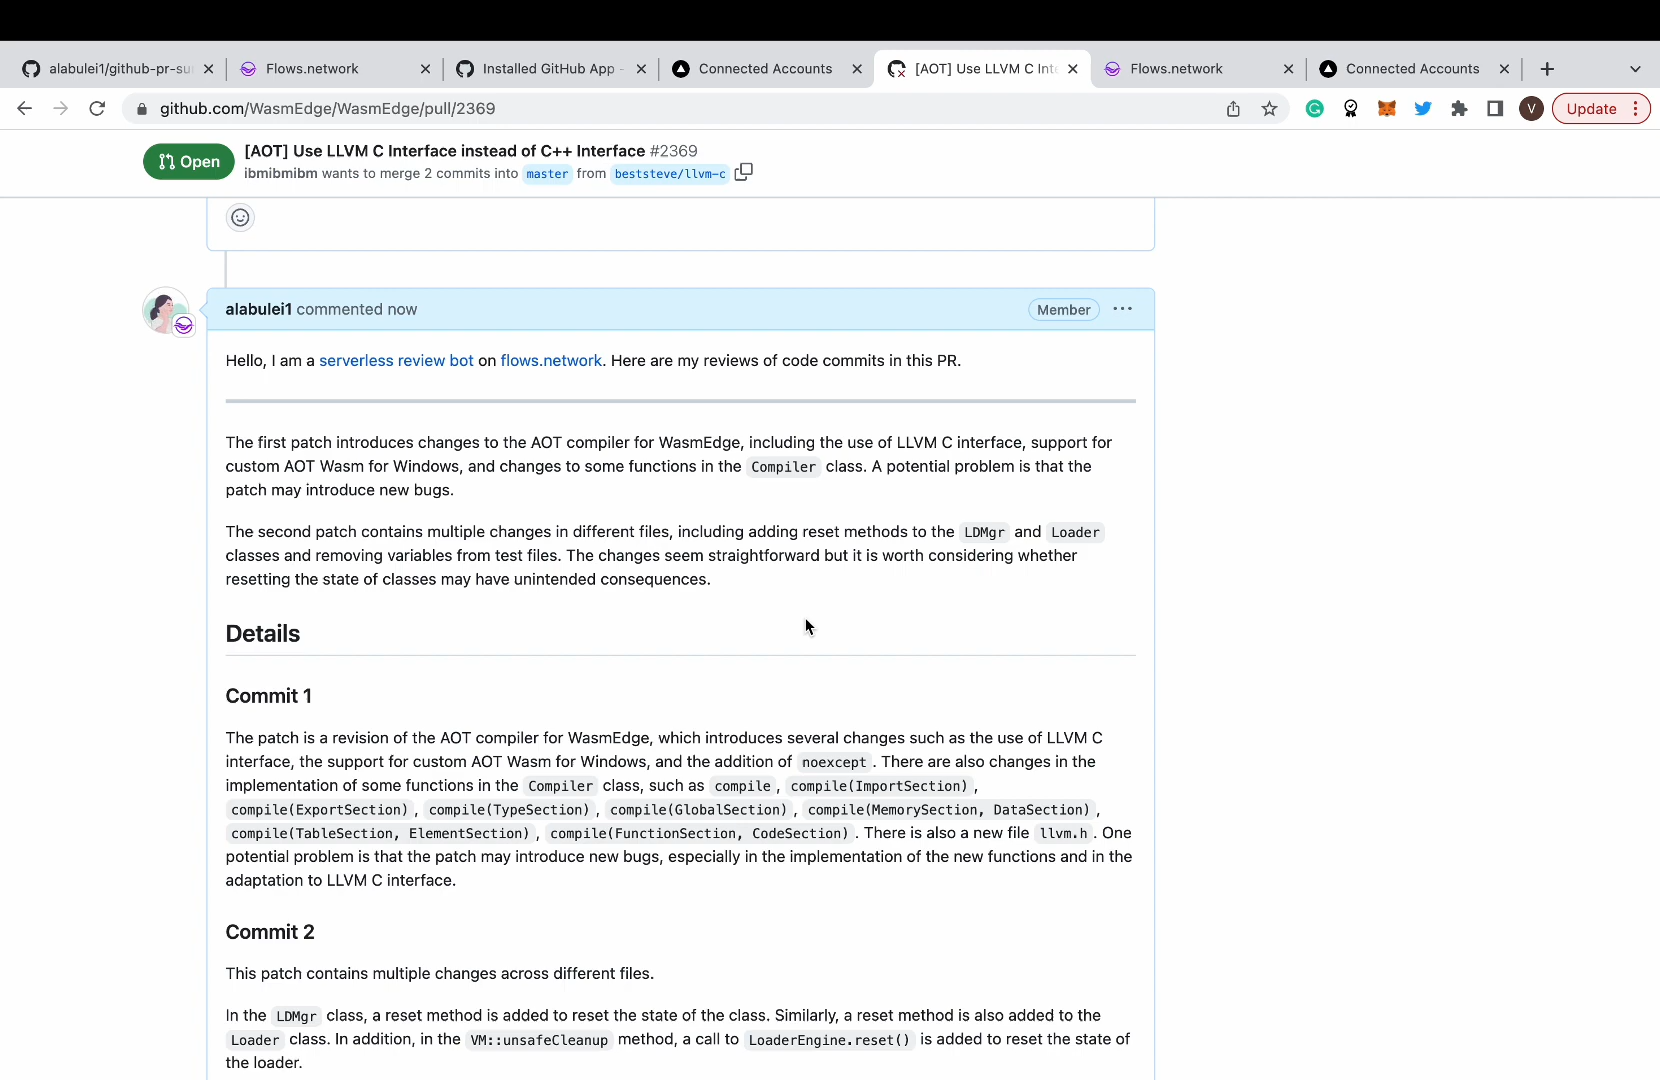 alabulei1/github-pr-su
Flows.network
Installed GitHub App -
Connected Accounts
[AOT] Use LLVM C Inte
Flows.network
Connected Accounts
github.com/WasmEdge/WasmEdge/pull/2369
V
Update
Open
[AOT] Use LLVM C Interface instead of C++ Interface #2369
ibmibmibm wants to merge 2 commits into master from beststeve/llvm-c
alabulei1 commented now
Member
Hello, I am a serverless review bot on flows.network. Here are my reviews of code commits in this PR.
The first patch introduces changes to the AOT compiler for WasmEdge, including the use of LLVM C interface, support for
custom AOT Wasm for Windows, and changes to some functions in the Compiler class. A potential problem is that the
patch may introduce new bugs.
The second patch contains multiple changes in different files, including adding reset methods to the LDMgr and Loader
classes and removing variables from test files. The changes seem straightforward but it is worth considering whether
resetting the state of classes may have unintended consequences.
Details
Commit 1
The patch is a revision of the AOT compiler for WasmEdge, which introduces several changes such as the use of LLVM C
interface, the support for custom AOT Wasm for Windows, and the addition of noexcept. There are also changes in the
implementation of some functions in the Compiler class, such as compile, compile(ImportSection),
compile(ExportSection), compile(TypeSection), compile(GlobalSection), compile(MemorySection, DataSection),
compile(TableSection, ElementSection), compile(FunctionSection, CodeSection). There is also a new file llvm.h. One
potential problem is that the patch may introduce new bugs, especially in the implementation of the new functions and in the
adaptation to LLVM C interface.
Commit 2
This patch contains multiple changes across different files.
In the LDMgr class, a reset method is added to reset the state of the class. Similarly, a reset method is also added to the
Loader class. In addition, in the VM::unsafeCleanup method, a call to LoaderEngine.reset() is added to reset the state of
the loader.